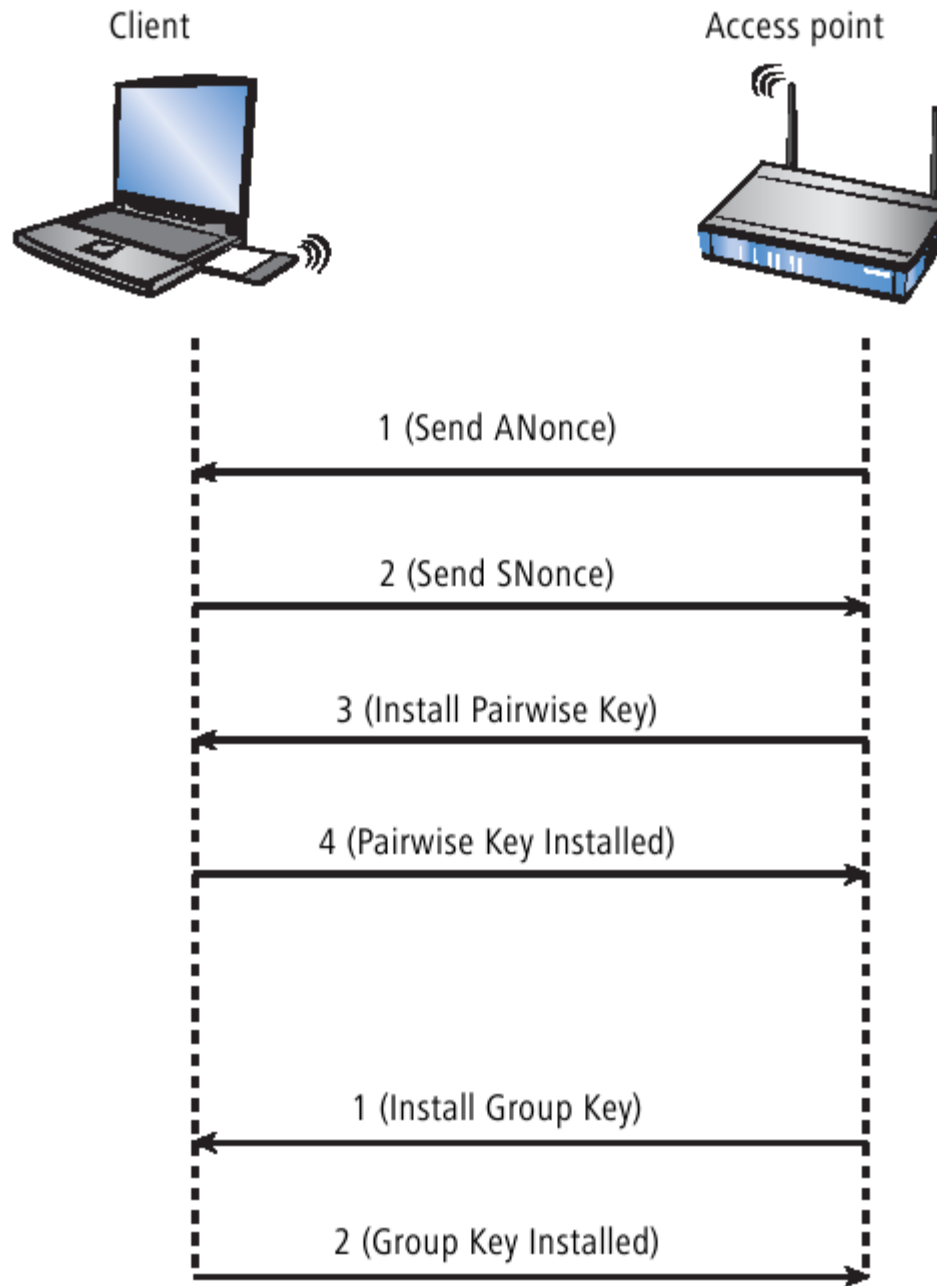 Client
Access point
1 (Send ANonce)
2 (Send SNonce)
3 (Install Pairwise Key)
4 (Pairwise Key Installed)
1 (Install Group Key)
2 (Group Key Installed)